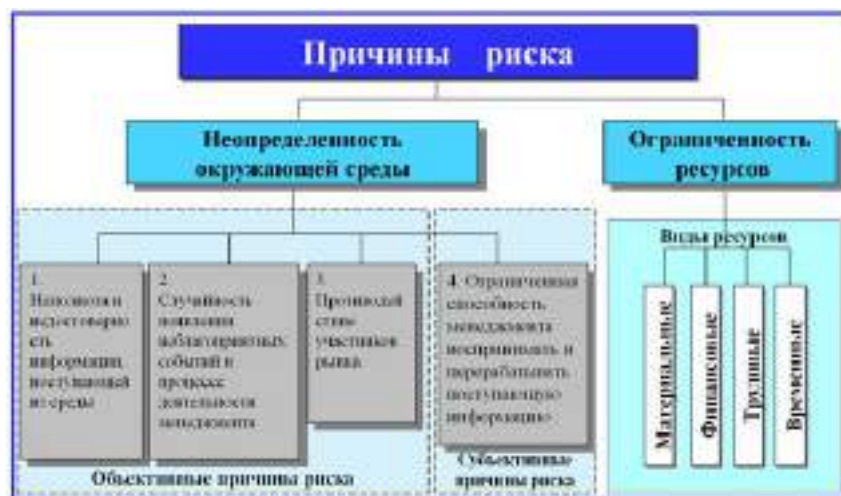 Причины риска
Неопределенность
окружающей среды
Ограниченность
ресурсов
1.
Неполнота и
недостоверно
сть
информации,
поступающей
из среды
2.
Случайность
появления
неблагоприятных
событий в
процессе
деятельности
менеджмента
3.
Противодей
ствие
участников
рынка
4. Ограниченная
способность
менеджмента
воспринимать и
перерабатывать
поступающую
информацию
Объективные причины риска
Субъективные
причины риска
Виды ресурсов
Материальные
Финансовые
Трудовые
Временные